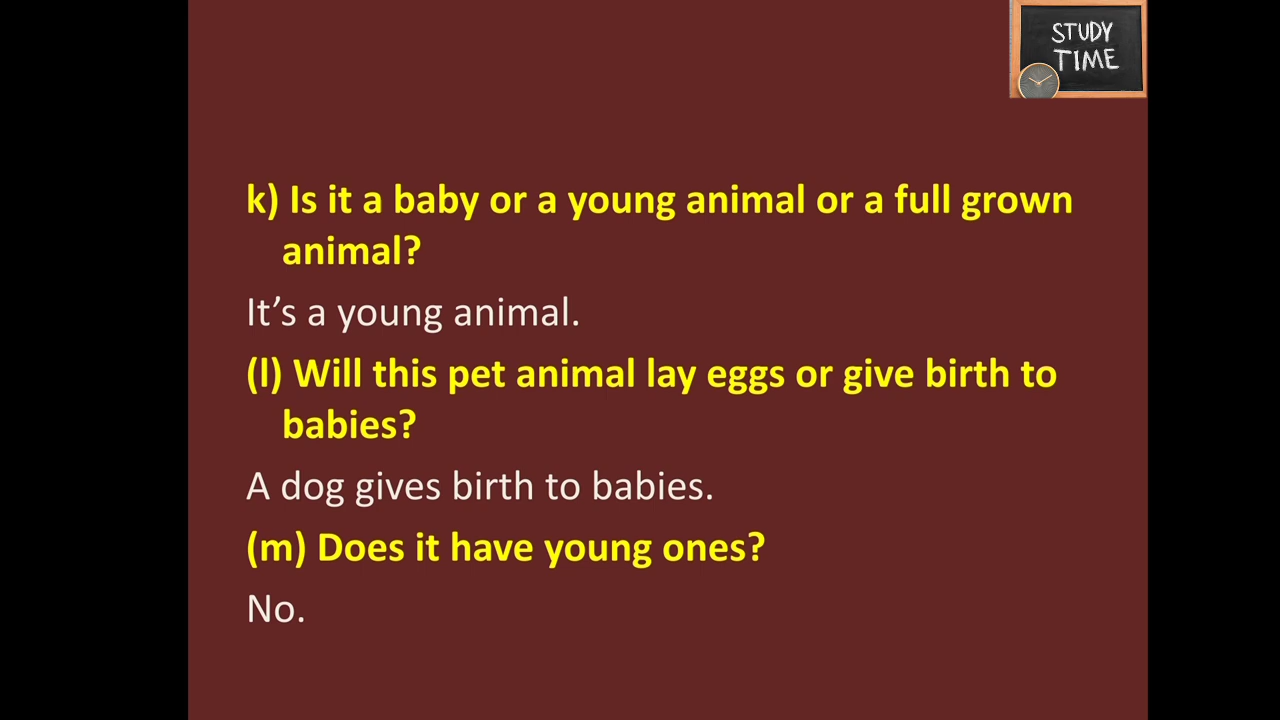 STUDY
TIME
k) Is it a baby or a young animal or a full grown
animal?
It’s a young animal.
(l) Will this pet animal lay eggs or give birth to
babies?
A dog gives birth to babies.
(m) Does it have young ones?
No.